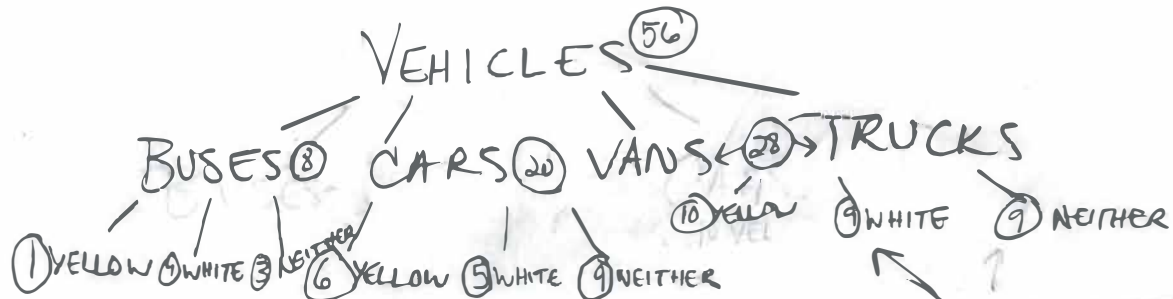 VEHICLES 56
BUSES 8 CARS 20 VANS 28 TRUCKS
10 YELLOW 9 WHITE 9 NEITHER
1 YELLOW 4 WHITE 3 NEITHER 6 YELLOW 5 WHITE 9 NEITHER